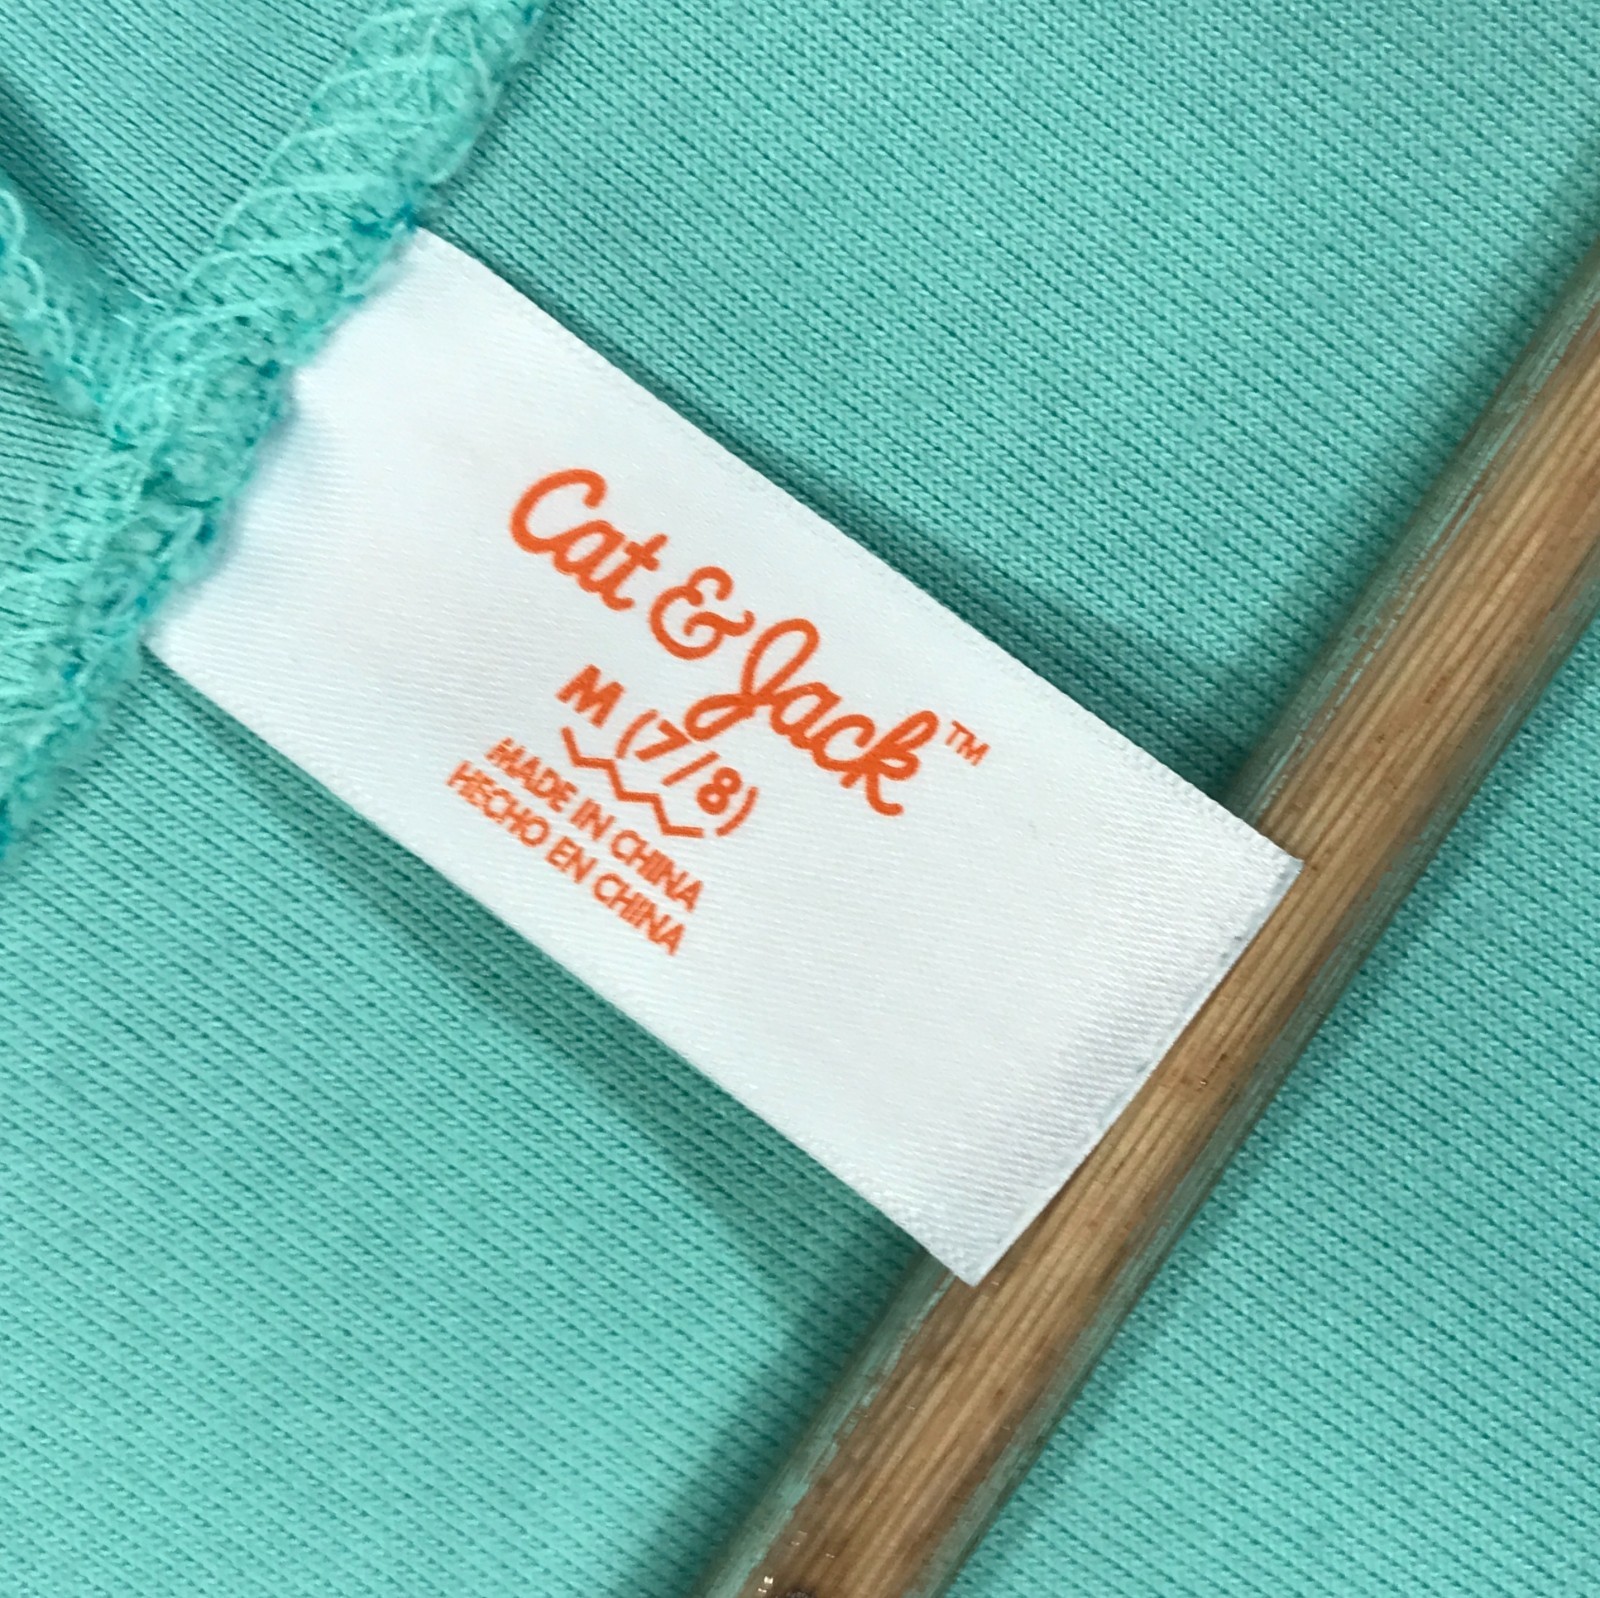 Cat & Jack™
M (7/8)
MADE IN CHINA
HECHO EN CHINA